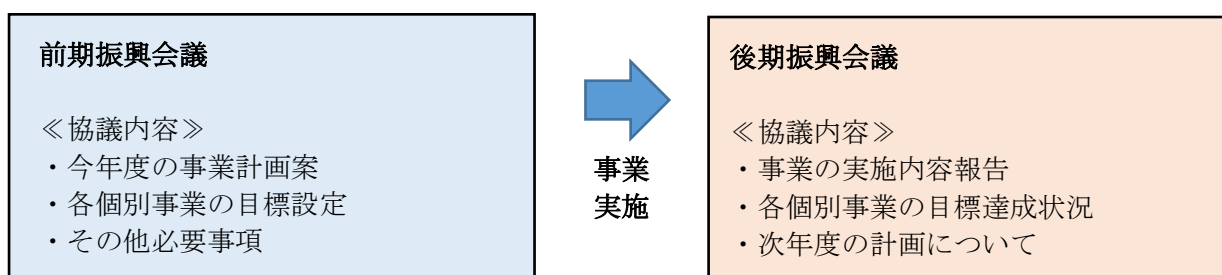 前期振興会議
≪協議内容≫
・今年度の事業計画案
・各個別事業の目標設定
・その他必要事項
事業
実施
後期振興会議
≪協議内容≫
・事業の実施内容報告
・各個別事業の目標達成状況
・次年度の計画について